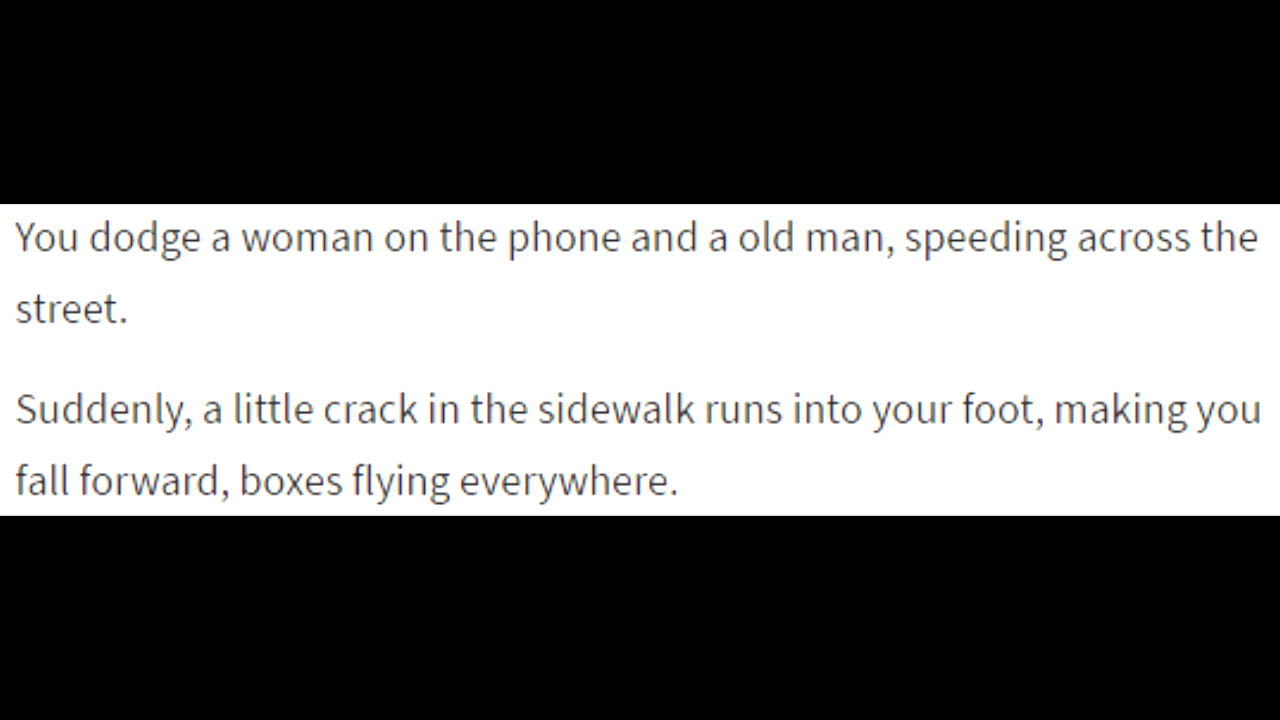 You dodge a woman on the phone and a old man, speeding across the
street.
Suddenly, a little crack in the sidewalk runs into your foot, making you
fall forward, boxes flying everywhere.